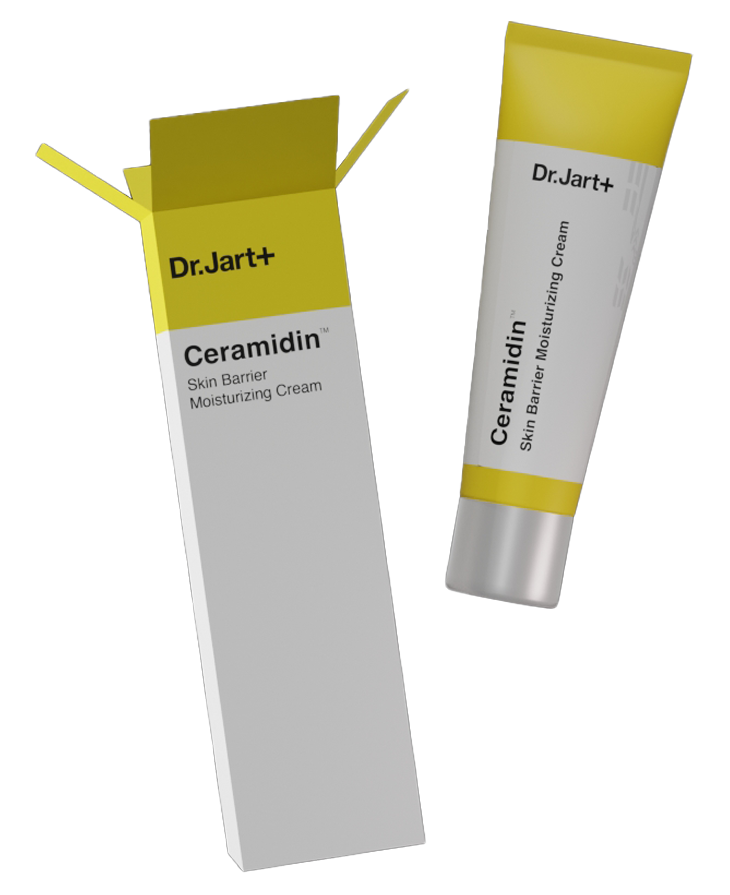 Dr.Jart+
Ceramidin™
Skin Barrier
Moisturizing Cream
Dr.Jart+
Ceramidin™
Skin Barrier Moisturizing Cream